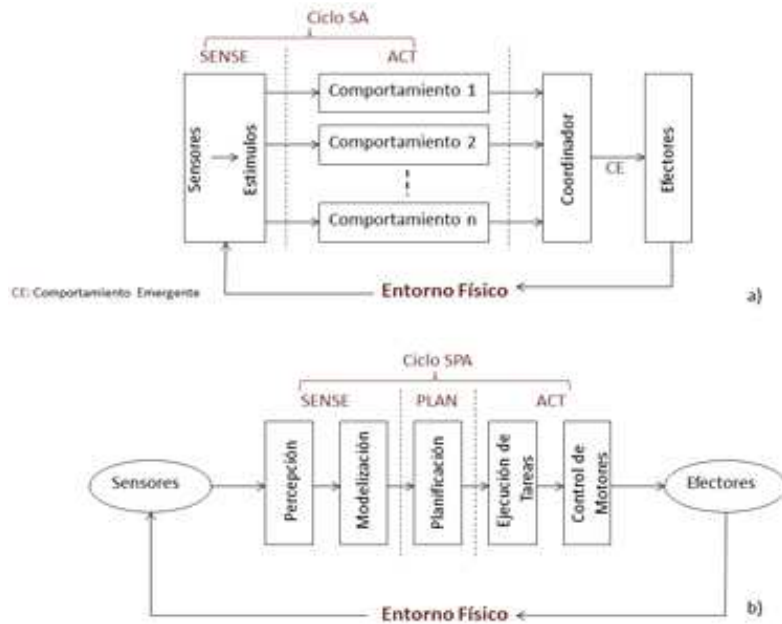 Ciclo SA
SENSE
ACT
Sensores
Estímulos
Comportamiento 1
Comportamiento 2
Comportamiento n
Coordinador
CE
Efectores
Entorno Físico
CE: Comportamiento Emergente
a)
Ciclo SPA
SENSE
PLAN
ACT
Sensores
Percepción
Modelización
Planificación
Ejecución de
Tareas
Control de
Motores
Efectores
Entorno Físico
b)